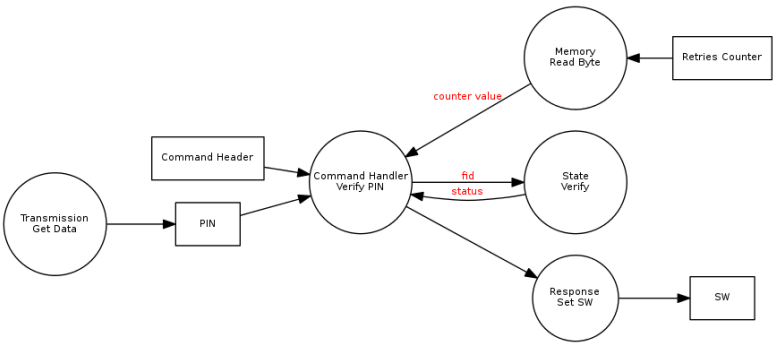 Memory
Read Byte
Retries Counter
counter value
Command Header
Command Handler
Verify PIN
fid
status
State
Verify
Transmission
Get Data
PIN
Response
Set SW
SW